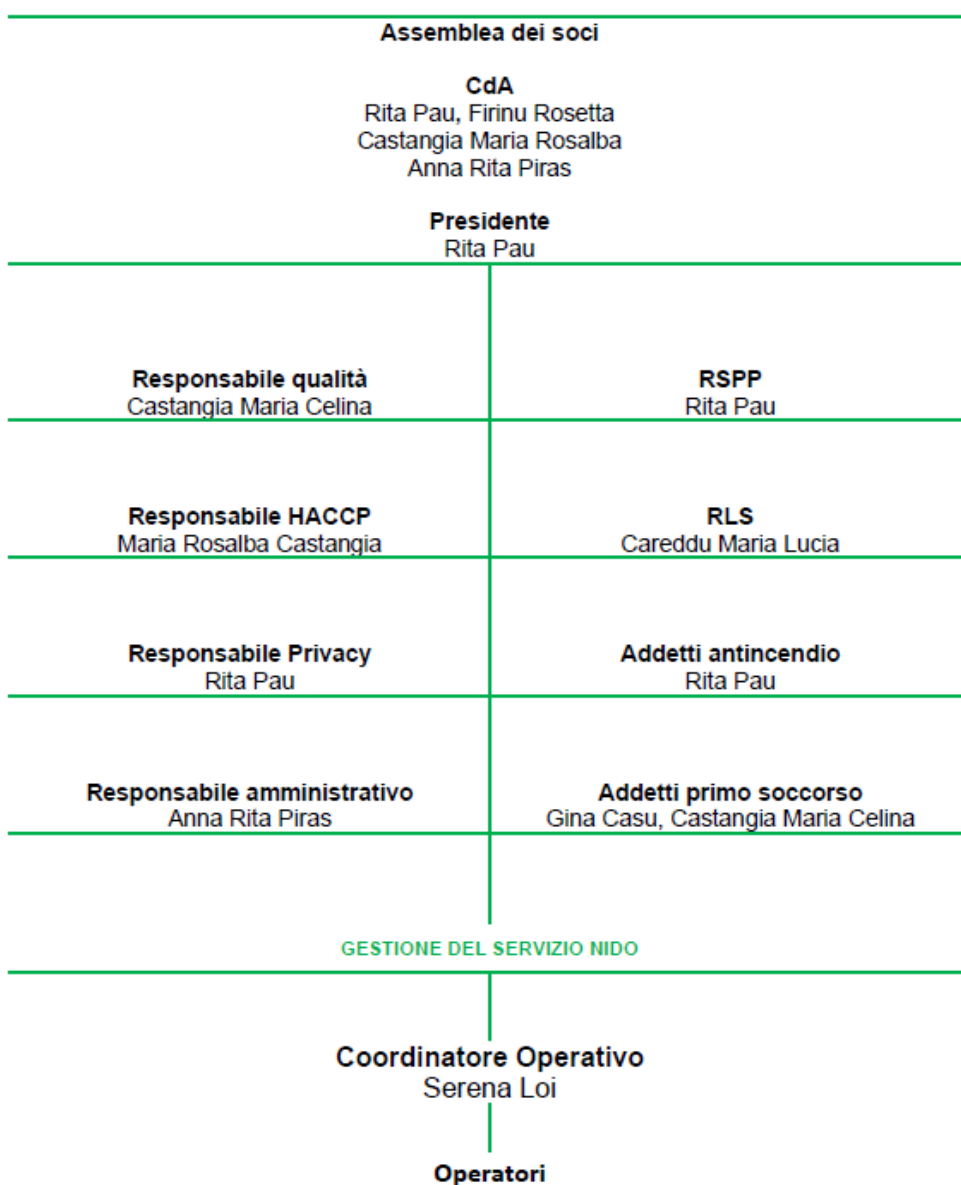 Assemblea dei soci
CdA
Rita Pau, Firinu Rosetta
Castangia Maria Rosalba
Anna Rita Piras
Presidente
Rita Pau
Responsabile qualità
Castangia Maria Celina
RSPP
Rita Pau
Responsabile HACCP
Maria Rosalba Castangia
RLS
Careddu Maria Lucia
Responsabile Privacy
Rita Pau
Addetti antincendio
Rita Pau
Responsabile amministrativo
Anna Rita Piras
Addetti primo soccorso
Gina Casu, Castangia Maria Celina
GESTIONE DEL SERVIZIO NIDO
Coordinatore Operativo
Serena Loi
Operatori